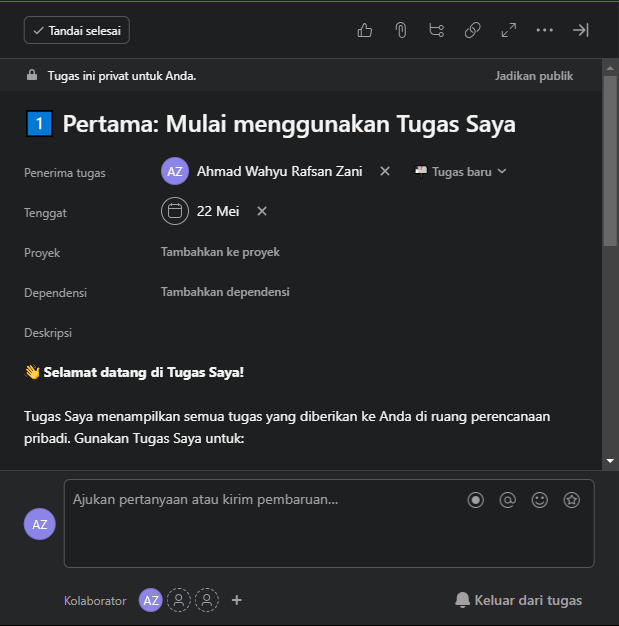 Tandai selesai
Tugas ini privat untuk Anda.
Jadikan publik
1 Pertama: Mulai menggunakan Tugas Saya
Penerima tugas
AZ Ahmad Wahyu Rafsan Zani
Tugas baru
Tenggat
22 Mei
Proyek
Tambahkan ke proyek
Dependensi
Tambahkan dependensi
Deskripsi
👋 Selamat datang di Tugas Saya!
Tugas Saya menampilkan semua tugas yang diberikan ke Anda di ruang perencanaan
pribadi. Gunakan Tugas Saya untuk:
AZ
Ajukan pertanyaan atau kirim pembaruan...
Kolaborator
AZ
Keluar dari tugas